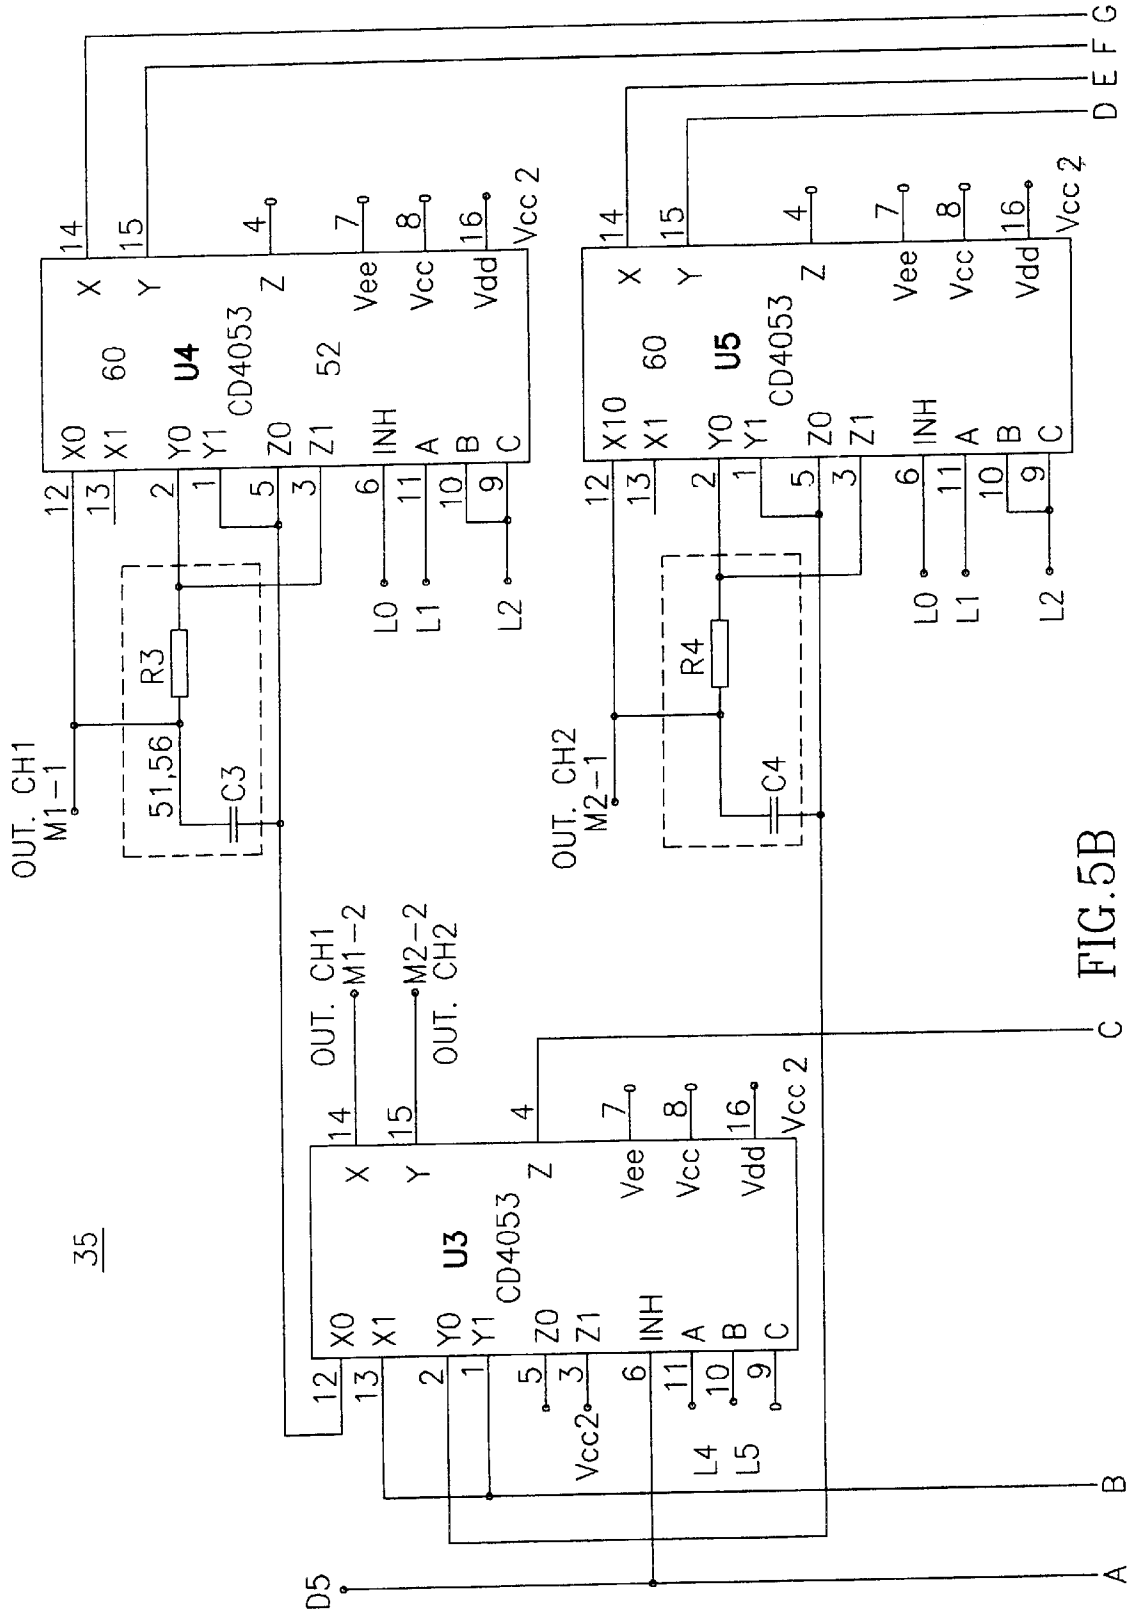 35
D5
A
B
C
D
E
F
G
U3
CD4053
X0
X1
Y0
Y1
Z0
Z1
INH
A
B
C
X
Y
Z
Vee
Vcc
Vdd
12
13
2
1
5
3
Vcc2
6
11
10
9
L4
L5
14
15
4
7
8
16
Vcc 2
OUT. CH1
M1-2
M2-2
OUT. CH2
OUT. CH1
M1-1
51,56
R3
C3
12
13
2
1
5
3
6
11
10
9
L0
L1
L2
X0
X1
Y0
Y1
Z0
Z1
INH
A
B
C
60
U4
CD4053
52
X
Y
Z
Vee
Vcc
Vdd
14
15
4
7
8
16
Vcc 2
OUT. CH2
M2-1
R4
C4
12
13
2
1
5
3
6
11
10
9
L0
L1
L2
X10
X1
Y0
Y1
Z0
Z1
INH
A
B
C
60
U5
CD4053
X
Y
Z
Vee
Vcc
Vdd
14
15
4
7
8
16
Vcc 2
FIG.5B